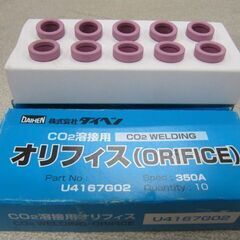 DAIHEN 株式会社ダイヘン
CO2溶接用 CO2 WELDING
オリフィス(ORIFICE)
Part No Spec. 350A
U4167G02 Quantity: 10
CO2溶接用オリフィス U4167G02